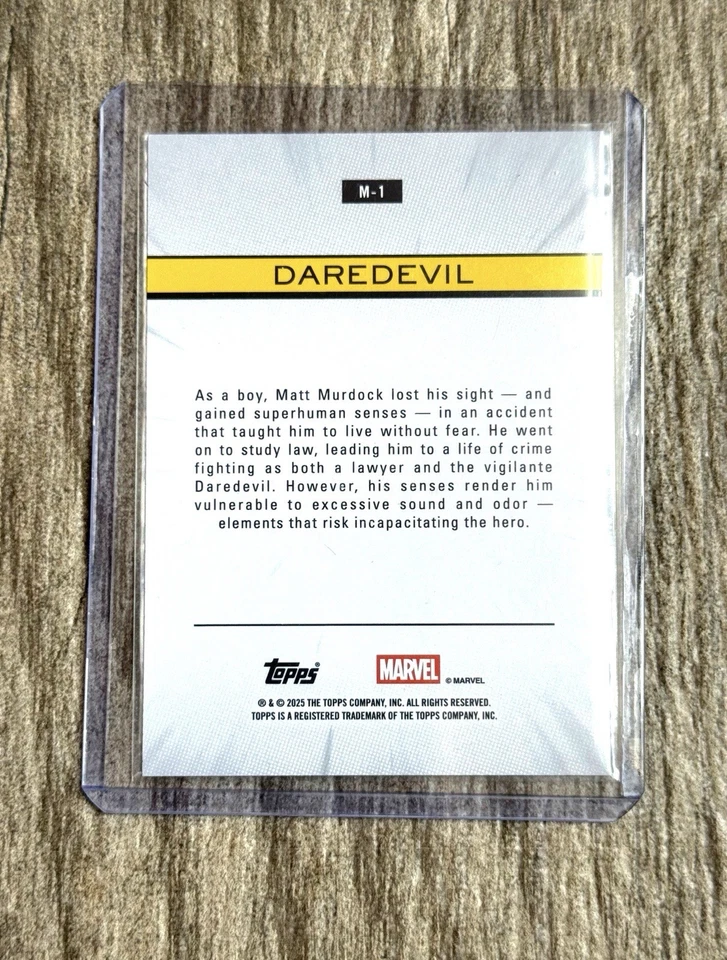 M-1
DAREDEVIL
As a boy, Matt Murdock lost his sight — and
gained superhuman senses — in an accident
that taught him to live without fear. He went
on to study law, leading him to a life of crime
fighting as both a lawyer and the vigilante
Daredevil. However, his senses render him
vulnerable to excessive sound and odor —
elements that risk incapacitating the hero.
Topps® MARVEL © MARVEL
® & © 2025 THE TOPPS COMPANY, INC. ALL RIGHTS RESERVED.
TOPPS IS A REGISTERED TRADEMARK OF THE TOPPS COMPANY, INC.